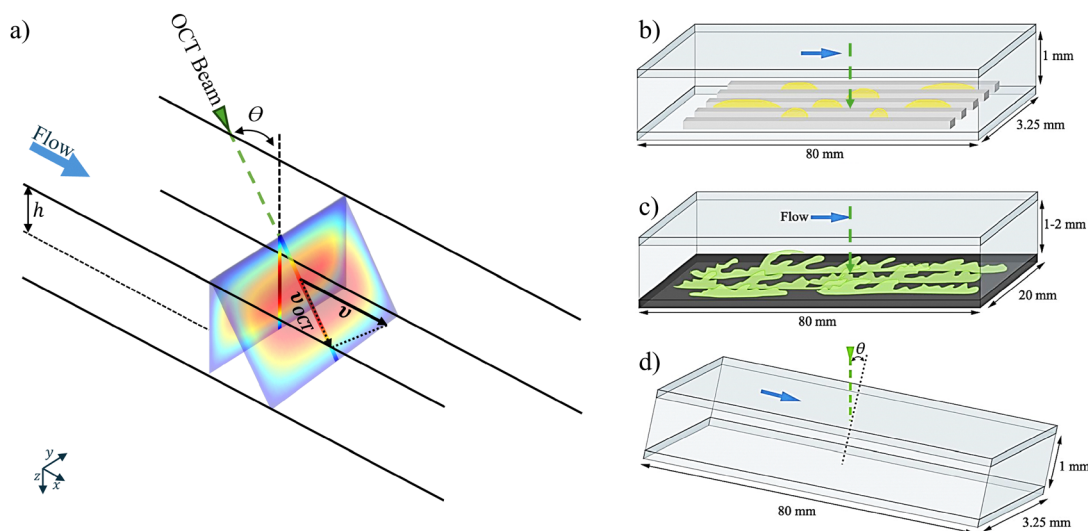 a)
OCT Beam
θ
Flow
h
υ
υ OCT
y
z
x
b)
1 mm
3.25 mm
80 mm
c)
Flow
1-2 mm
20 mm
80 mm
d)
θ
1 mm
80 mm
3.25 mm